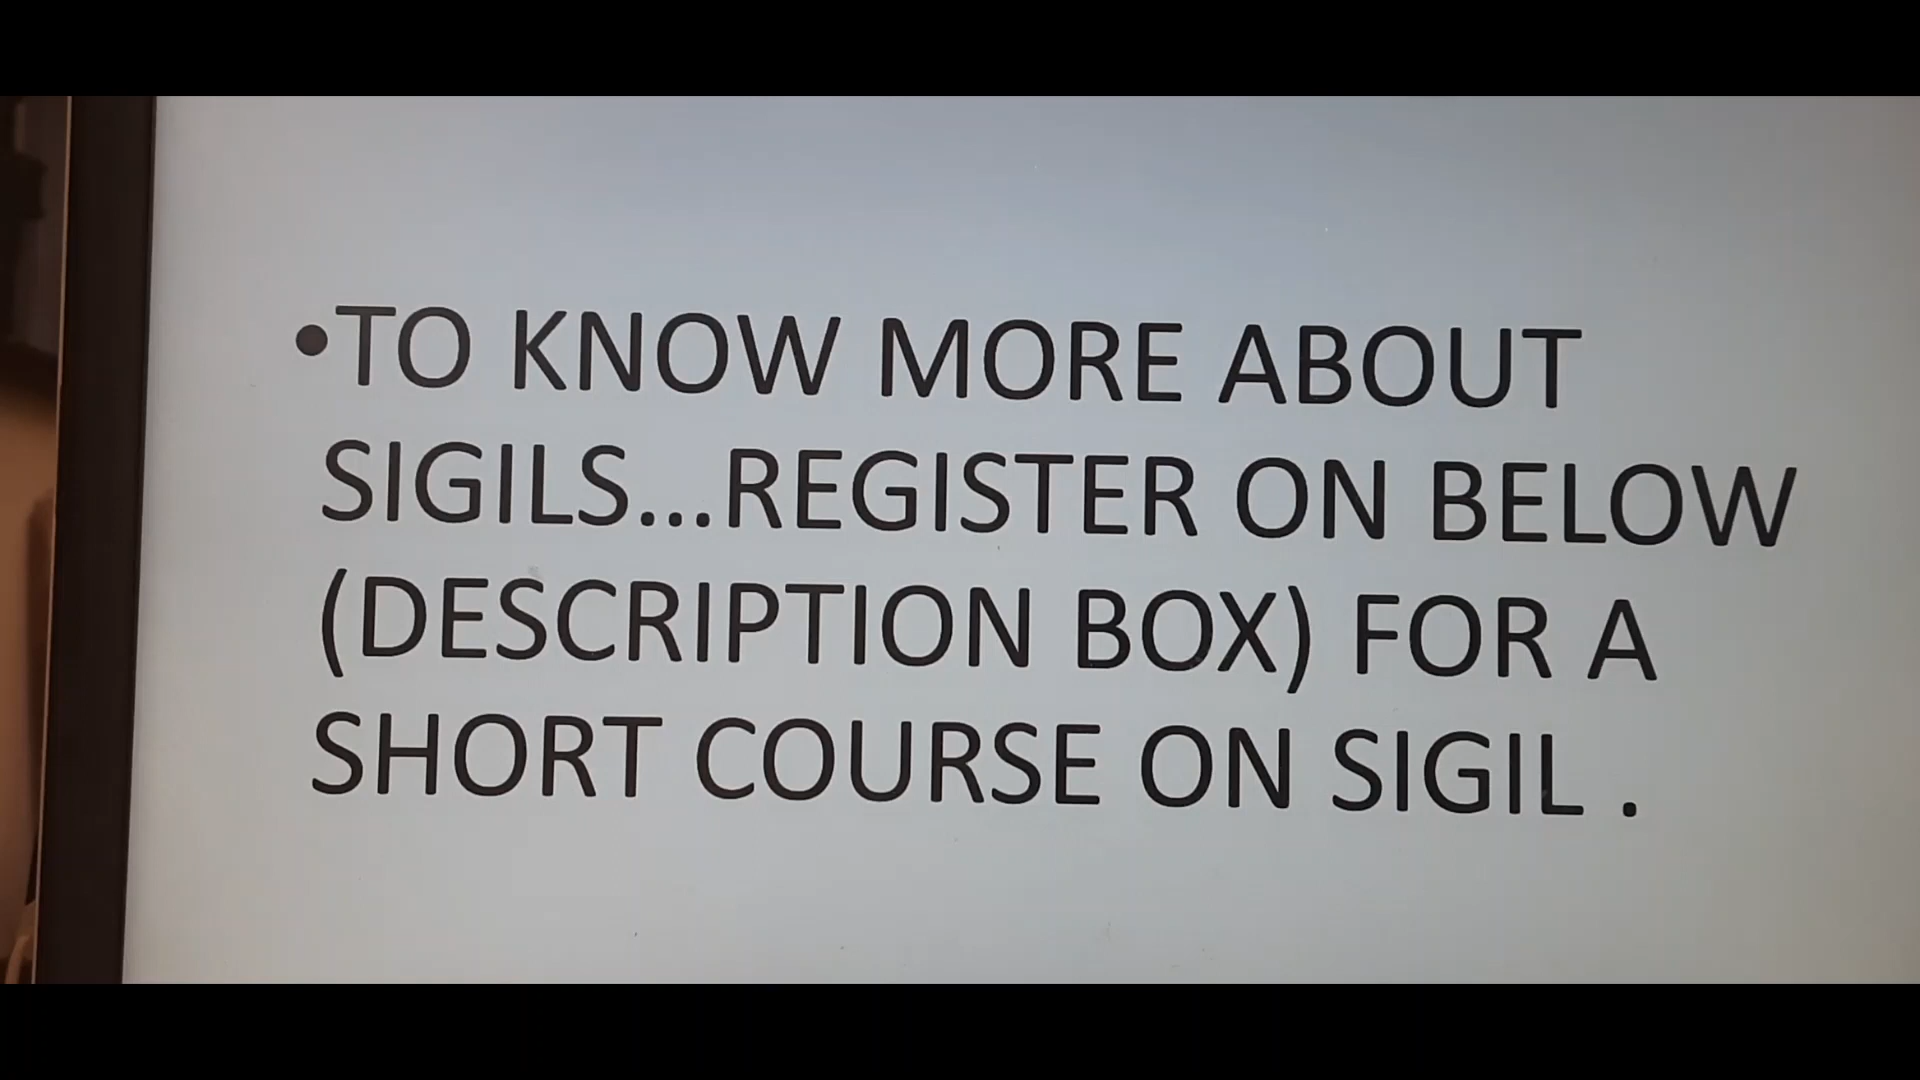 •TO KNOW MORE ABOUT
SIGILS...REGISTER ON BELOW
(DESCRIPTION BOX) FOR A
SHORT COURSE ON SIGIL .